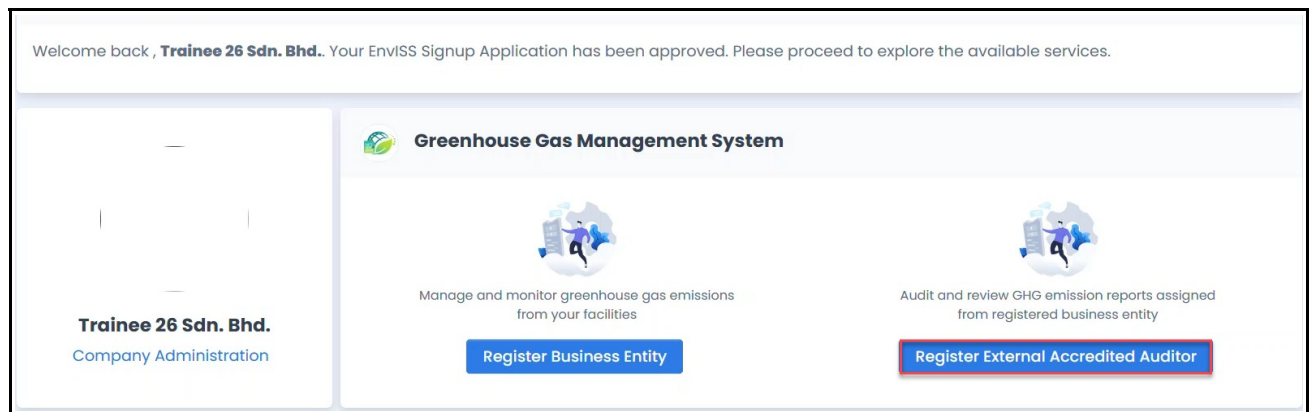 Welcome back , Trainee 26 Sdn. Bhd.. Your EnvISS Signup Application has been approved. Please proceed to explore the available services.
Greenhouse Gas Management System
Trainee 26 Sdn. Bhd.
Company Administration
Manage and monitor greenhouse gas emissions
from your facilities
Register Business Entity
Audit and review GHG emission reports assigned
from registered business entity
Register External Accredited Auditor